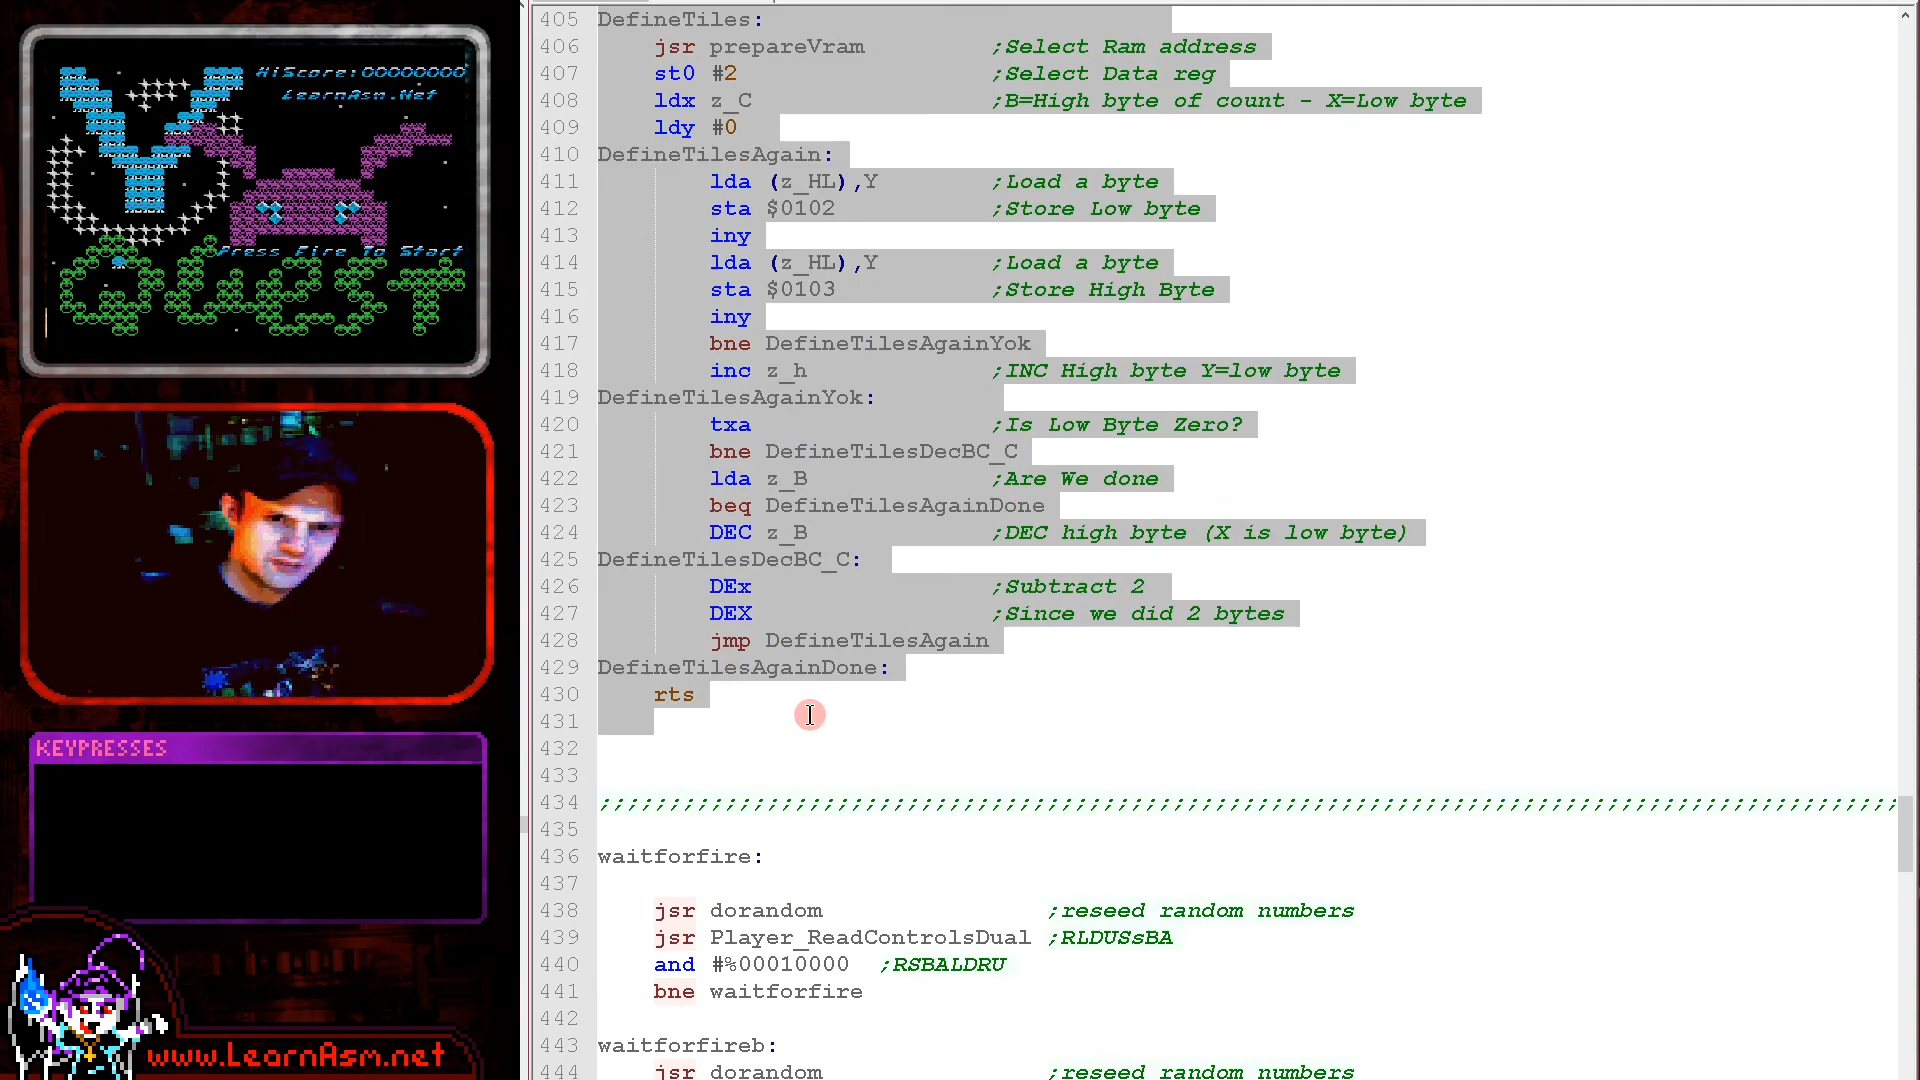 HiScore:00000000
LearnAsm.Net
Press Fire To Start
Y
Quest
KEYPRESSES
www.LearnAsm.net
405 DefineTiles:
406 jsr prepareVram ;Select Ram address
407 st0 #2 ;Select Data reg
408 ldx z_C ;B=High byte of count - X=Low byte
409 ldy #0
410 DefineTilesAgain:
411 lda (z_HL),Y ;Load a byte
412 sta $0102 ;Store Low byte
413 iny
414 lda (z_HL),Y ;Load a byte
415 sta $0103 ;Store High Byte
416 iny
417 bne DefineTilesAgainYok
418 inc z_h ;INC High byte Y=low byte
419 DefineTilesAgainYok:
420 txa ;Is Low Byte Zero?
421 bne DefineTilesDecBC_C
422 lda z_B ;Are We done
423 beq DefineTilesAgainDone
424 DEC z_B ;DEC high byte (X is low byte)
425 DefineTilesDecBC_C:
426 DEx ;Subtract 2
427 DEX ;Since we did 2 bytes
428 jmp DefineTilesAgain
429 DefineTilesAgainDone:
430 rts
431
432
433
434 ;;;;;;;;;;;;;;;;;;;;;;;;;;;;;;;;;;;;;;;;;;;;;;;;;;;;;;;;;;;;;;;;;;;;;;;;;;;;;;;;;;;;;;;;;;;;
435
436 waitforfire:
437
438 jsr dorandom ;reseed random numbers
439 jsr Player_ReadControlsDual ;RLDUSsBA
440 and #%00010000 ;RSBALDRU
441 bne waitforfire
442
443 waitforfireb:
444 jsr dorandom ;reseed random numbers